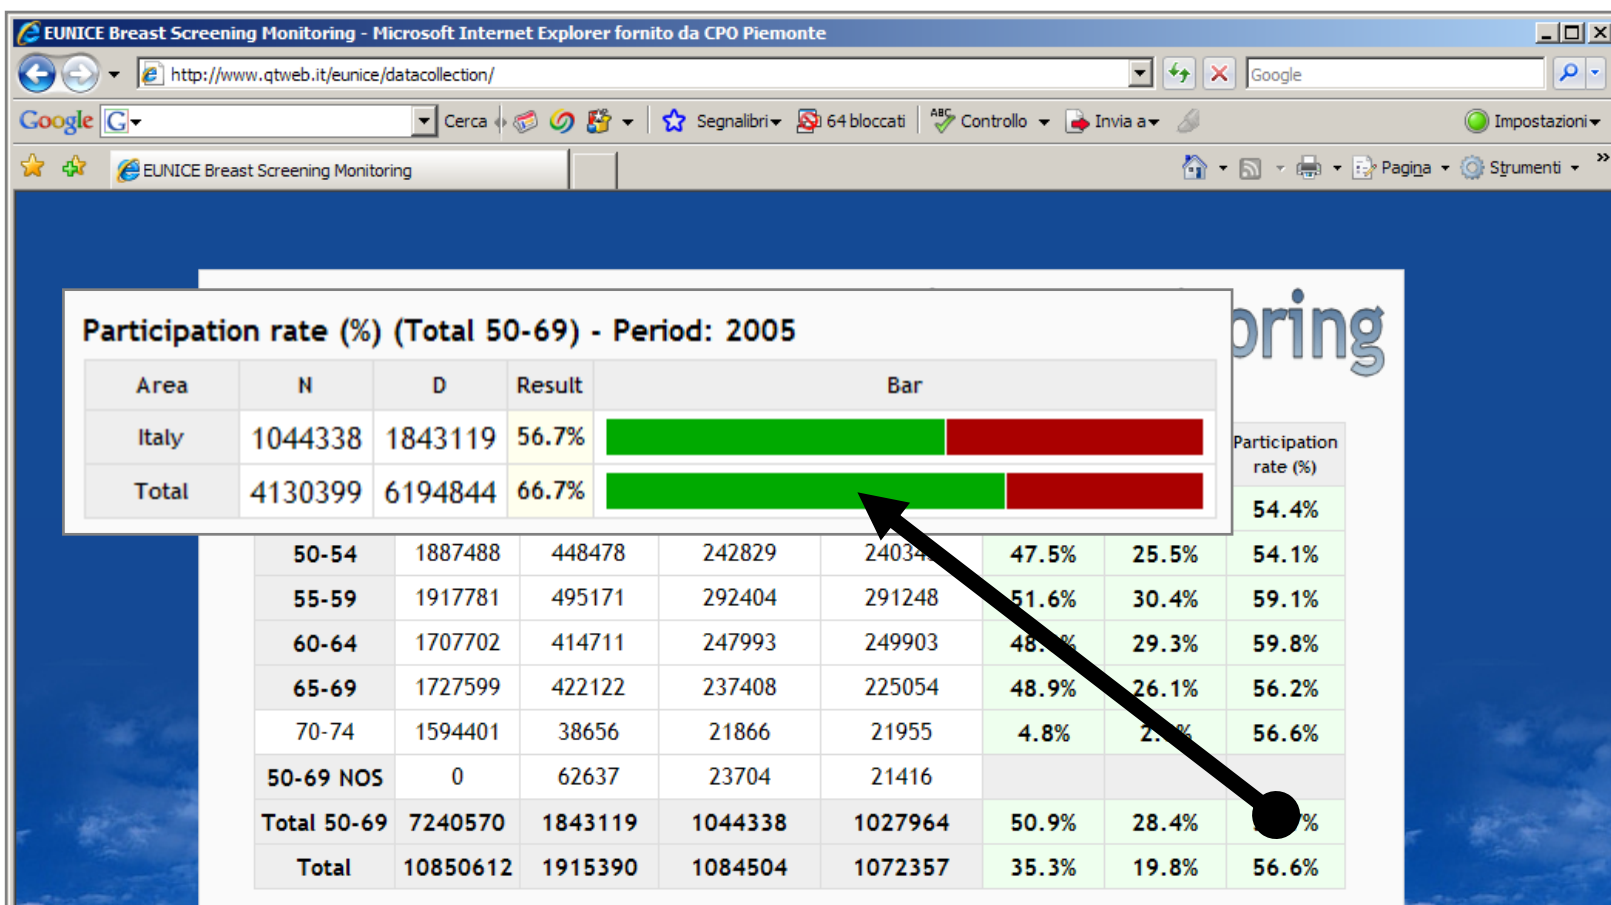 EUNICE Breast Screening Monitoring - Microsoft Internet Explorer fornito da CPO Piemonte
http://www.qtweb.it/eunice/datacollection/ Google
Google G Cerca Segnalibri 64 bloccati ABC Controllo Invia a Impostazioni
EUNICE Breast Screening Monitoring Pagina Strumenti »
oring
Participation rate (%) (Total 50-69) - Period: 2005
Area N D Result Bar
Italy 1044338 1843119 56.7%
Total 4130399 6194844 66.7%
Participation
rate (%)
54.4%
50-54 1887488 448478 242829 47.5% 25.5% 54.1%
55-59 1917781 495171 292404 291248 51.6% 30.4% 59.1%
60-64 1707702 414711 247993 249903 29.3% 59.8%
65-69 1727599 422122 237408 225054 48.9% 26.1% 56.2%
70-74 1594401 38656 21866 21955 4.8% 56.6%
50-69 NOS 0 62637 23704 21416
Total 50-69 7240570 1843119 1044338 1027964 50.9% 28.4%
Total 10850612 1915390 1084504 1072357 35.3% 19.8% 56.6%